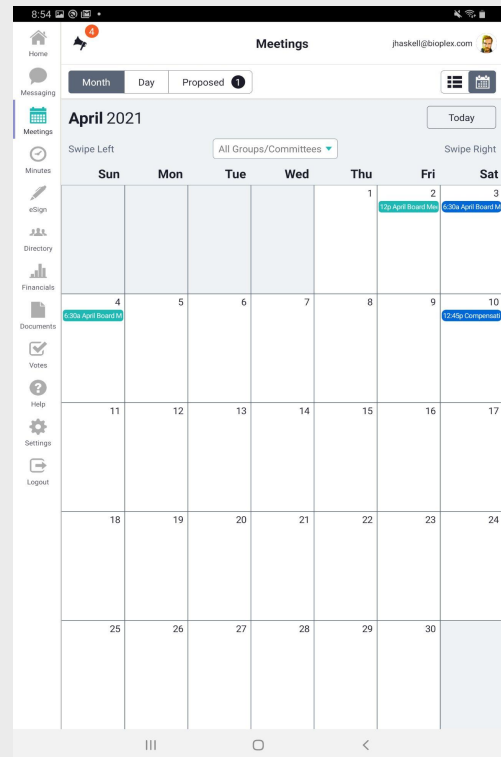 8:54
4
Meetings
jhaskell@bioplex.com
Home
Messaging
Meetings
Minutes
eSign
Directory
Financials
Documents
Votes
Help
Settings
Logout
Month Day Proposed 1
April 2021
Today
Swipe Left
All Groups/Committees
Swipe Right
Sun Mon Tue Wed Thu Fri Sat
1 2 3
12p April Board Mee
6:30a April Board M
4 5 6 7 8 9 10
6:30a April Board M
12:45p Compensati
11 12 13 14 15 16 17
18 19 20 21 22 23 24
25 26 27 28 29 30